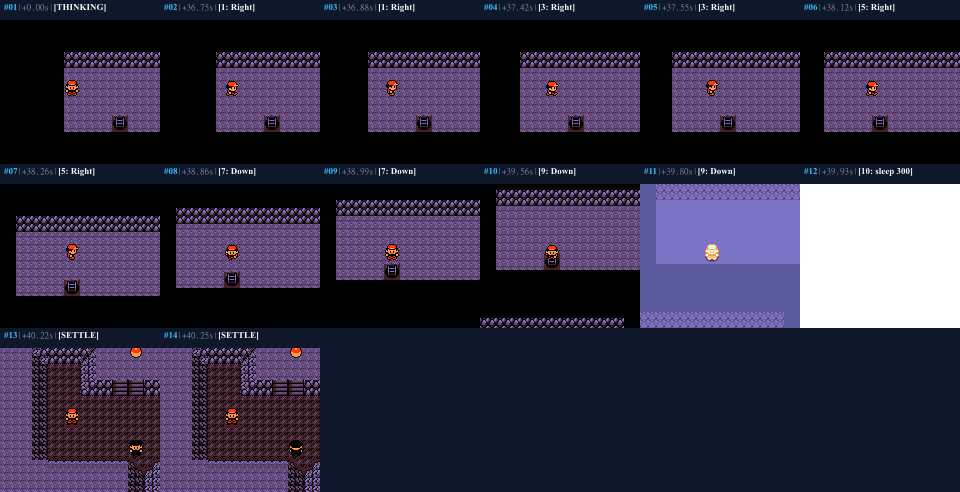 #01|+0.00s|[THINKING]
#02|+36.75s|[1: Right]
#03|+36.88s|[1: Right]
#04|+37.42s|[3: Right]
#05|+37.55s|[3: Right]
#06|+38.12s|[5: Right]
#07|+38.26s|[5: Right]
#08|+38.86s|[7: Down]
#09|+38.99s|[7: Down]
#10|+39.56s|[9: Down]
#11|+39.80s|[9: Down]
#12|+39.93s|[10: sleep 300]
#13|+40.22s|[SETTLE]
#14|+40.25s|[SETTLE]